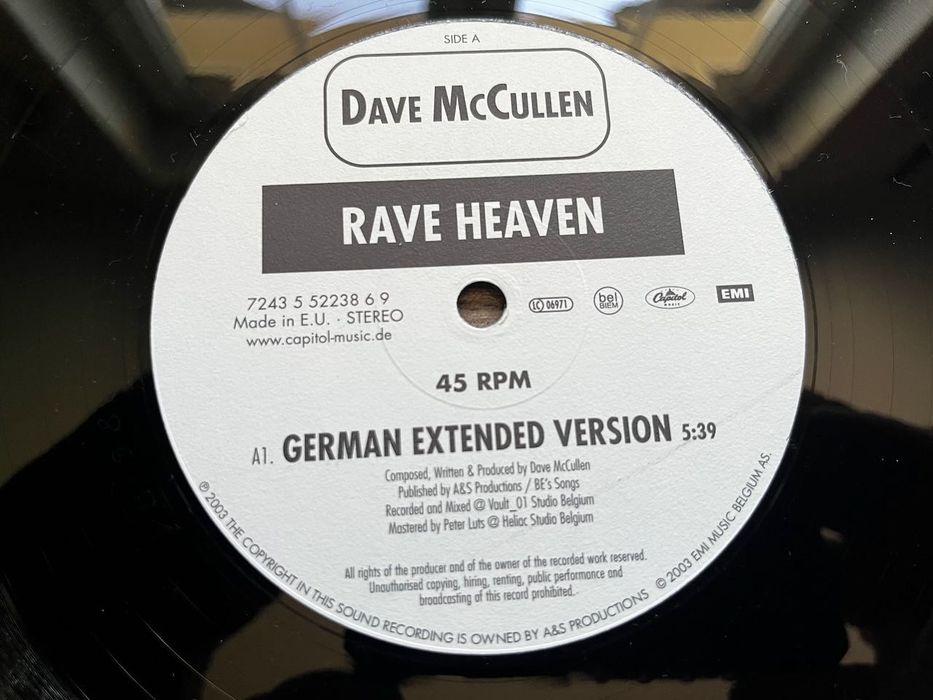 SIDE A
DAVE MCCULLEN
RAVE HEAVEN
7243 5 52238 6 9
Made in E.U. · STEREO
www.capitol-music.de
LC 06971
bel
BIEM
Capitol
MUSIC
EMI
45 RPM
A1. GERMAN EXTENDED VERSION 5:39
Composed, Written & Produced by Dave McCullen
Published by A&S Productions / BE's Songs
Recorded and Mixed @ Vault_01 Studio Belgium
Mastered by Peter Luts @ Heliac Studio Belgium
All rights of the producer and of the owner of the recorded work reserved.
Unauthorised copying, hiring, renting, public performance and
broadcasting of this record prohibited.
℗ 2003 THE COPYRIGHT IN THIS SOUND RECORDING IS OWNED BY A&S PRODUCTIONS © 2003 EMI MUSIC BELGIUM AS.